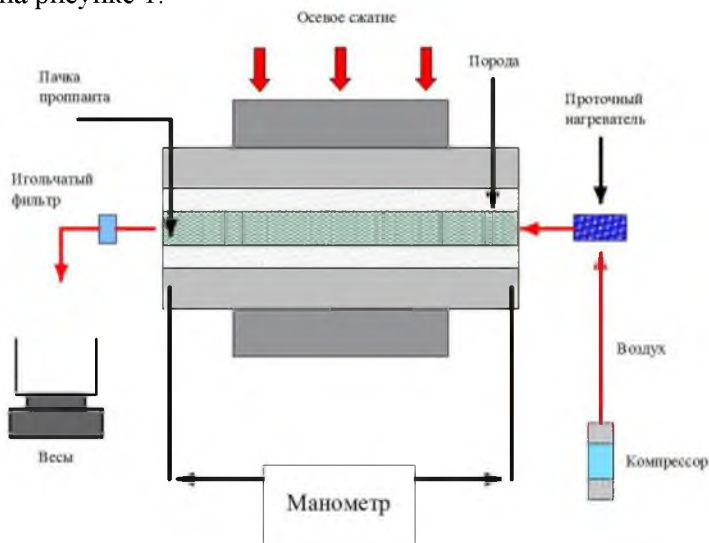 на рисунке 1.
Осевое сжатие
Пачка
проппанта
Порода
Проточный
нагреватель
Игольчатый
фильтр
Воздух
Весы
Компрессор
Манометр